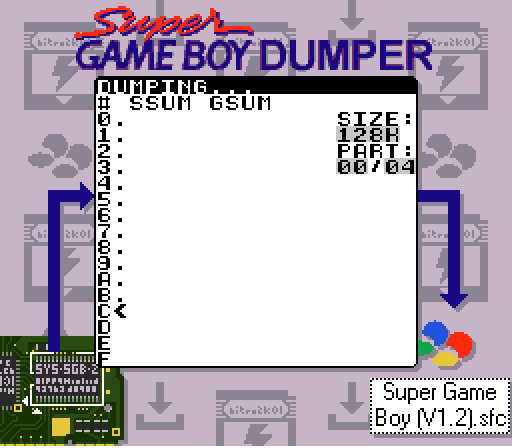 Super
GAME BOY DUMPER
DUMPING...
# SSUM GSUM
0.
1.
2.
3.
4.
5.
6.
7.
8.
9.
A.
B.
C<
D
E
F
SIZE:
128H
PART:
00/04
SYS-SGB-2
Super Game
Boy (V1.2).sfc